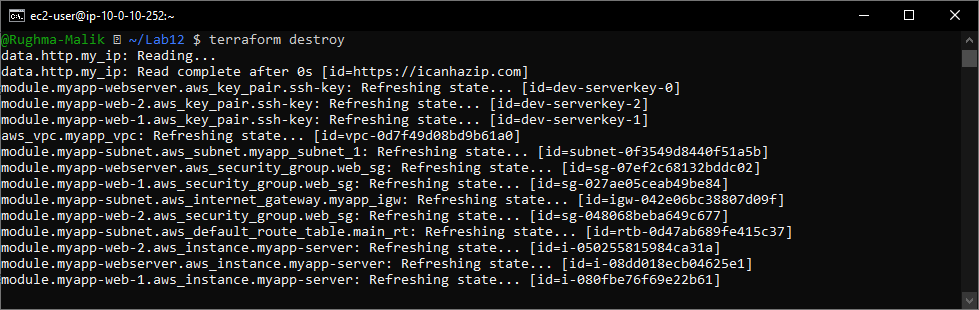 ec2-user@ip-10-0-10-252:~
@Rughma-Malik ~/Lab12 $ terraform destroy
data.http.my_ip: Reading...
data.http.my_ip: Read complete after 0s [id=https://icanhazip.com]
module.myapp-webserver.aws_key_pair.ssh-key: Refreshing state... [id=dev-serverkey-0]
module.myapp-web-2.aws_key_pair.ssh-key: Refreshing state... [id=dev-serverkey-2]
module.myapp-web-1.aws_key_pair.ssh-key: Refreshing state... [id=dev-serverkey-1]
aws_vpc.myapp_vpc: Refreshing state... [id=vpc-0d7f49d08bd9b61a0]
module.myapp-subnet.aws_subnet.myapp_subnet_1: Refreshing state... [id=subnet-0f3549d8440f51a5b]
module.myapp-webserver.aws_security_group.web_sg: Refreshing state... [id=sg-07ef2c68132bddc02]
module.myapp-web-1.aws_security_group.web_sg: Refreshing state... [id=sg-027ae05ceab49be84]
module.myapp-subnet.aws_internet_gateway.myapp_igw: Refreshing state... [id=igw-042e06bc38807d09f]
module.myapp-web-2.aws_security_group.web_sg: Refreshing state... [id=sg-048068beba649c677]
module.myapp-subnet.aws_default_route_table.main_rt: Refreshing state... [id=rtb-0d47ab689fe415c37]
module.myapp-web-2.aws_instance.myapp-server: Refreshing state... [id=i-050255815984ca31a]
module.myapp-webserver.aws_instance.myapp-server: Refreshing state... [id=i-08dd018ecb04625e1]
module.myapp-web-1.aws_instance.myapp-server: Refreshing state... [id=i-080fbe76f69e22b61]